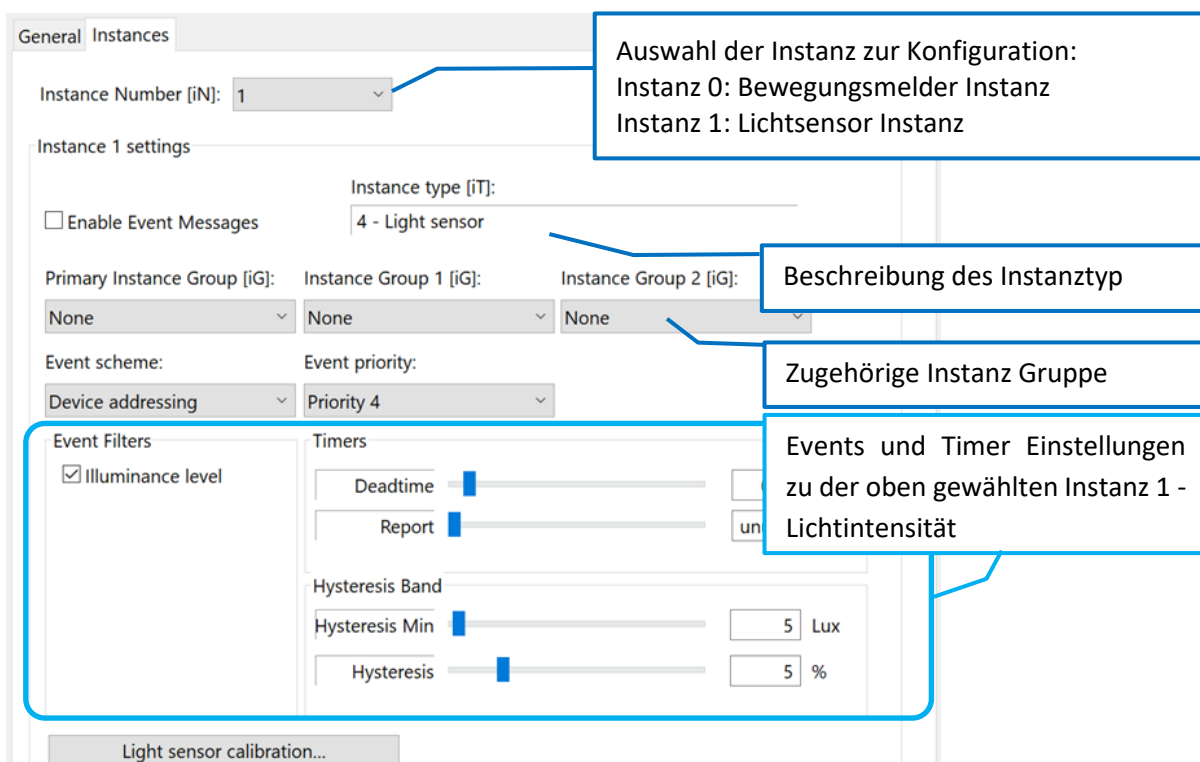 General Instances
Auswahl der Instanz zur Konfiguration:
Instanz 0: Bewegungsmelder Instanz
Instanz 1: Lichtsensor Instanz
Instance Number [iN]: 1
Instance 1 settings
Instance type [iT]:
Enable Event Messages 4 - Light sensor
Beschreibung des Instanztyp
Primary Instance Group [iG]: Instance Group 1 [iG]: Instance Group 2 [iG]:
None None None
Zugehörige Instanz Gruppe
Event scheme: Event priority:
Device addressing Priority 4
Events und Timer Einstellungen
zu der oben gewählten Instanz 1 -
Lichtintensität
Event Filters Timers
Illuminance level
Deadtime
Report
Hysteresis Band
Hysteresis Min 5 Lux
Hysteresis 5 %
Light sensor calibration...